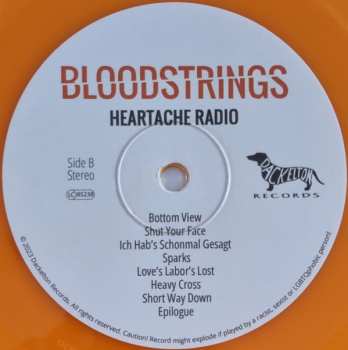 BLOODSTRINGS
HEARTACHE RADIO
Side B
Stereo
LC 85238
DACKELTON
RECORDS
Bottom View
Shut Your Face
Ich Hab's Schonmal Gesagt
Sparks
Love's Labor's Lost
Heavy Cross
Short Way Down
Epilogue
© 2023 Dackelton Records. All rights reserved. Caution! Record might explode if played by a racist, sexist or LGBTQphobic person!